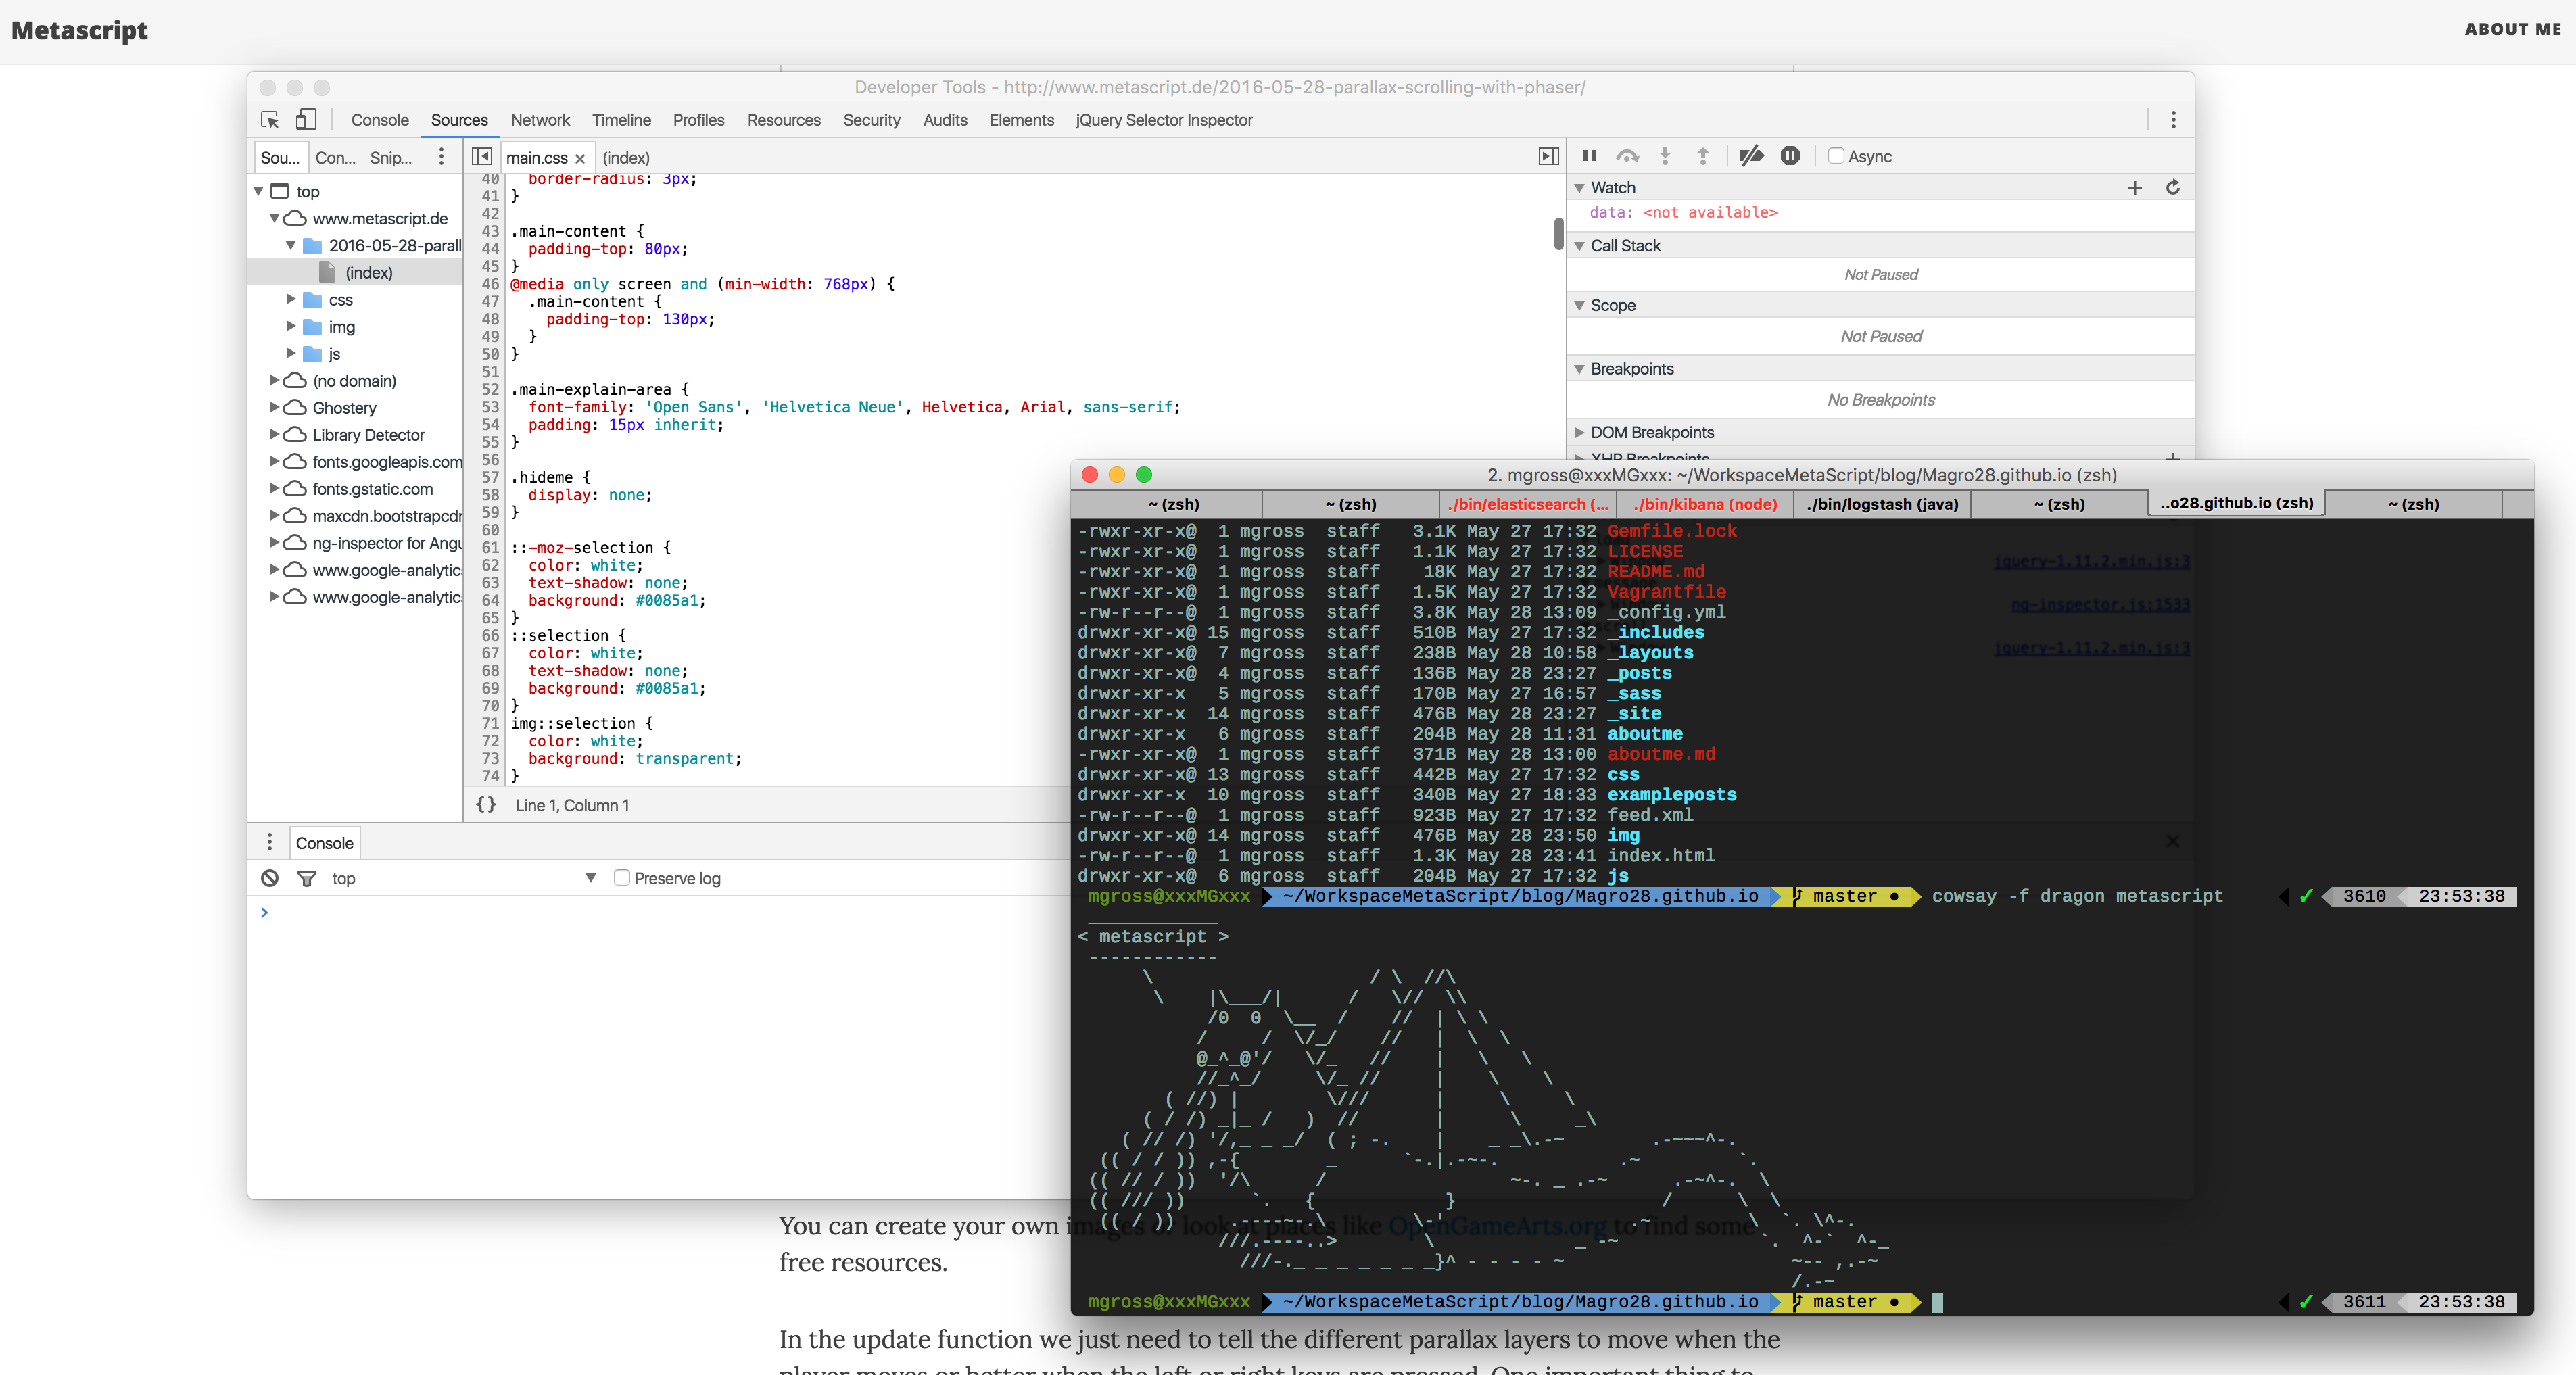 Metascript
ABOUT ME
Developer Tools - http://www.metascript.de/2016-05-28-parallax-scrolling-with-phaser/
Console Sources Network Timeline Profiles Resources Security Audits Elements jQuery Selector Inspector
Sou... Con... Snip...
main.css × (index)
Async
top
www.metascript.de
2016-05-28-parall
(index)
css
img
js
(no domain)
Ghostery
Library Detector
fonts.googleapis.com
fonts.gstatic.com
maxcdn.bootstrapcdn
ng-inspector for Angu
www.google-analytics
www.google-analytics
40 border-radius: 3px;
41 }
42
43 .main-content {
44 padding-top: 80px;
45 }
46 @media only screen and (min-width: 768px) {
47 .main-content {
48 padding-top: 130px;
49 }
50 }
51
52 .main-explain-area {
53 font-family: 'Open Sans', 'Helvetica Neue', Helvetica, Arial, sans-serif;
54 padding: 15px inherit;
55 }
56
57 .hideme {
58 display: none;
59 }
60
61 ::-moz-selection {
62 color: white;
63 text-shadow: none;
64 background: #0085a1;
65 }
66 ::selection {
67 color: white;
68 text-shadow: none;
69 background: #0085a1;
70 }
71 img::selection {
72 color: white;
73 background: transparent;
74 }
{} Line 1, Column 1
Watch
data: <not available>
Call Stack
Not Paused
Scope
Not Paused
Breakpoints
No Breakpoints
DOM Breakpoints
XHR Breakpoints
Console
top
Preserve log
>
2. mgross@xxxMGxxx: ~/WorkspaceMetaScript/blog/Magro28.github.io (zsh)
~ (zsh) ~ (zsh) ./bin/elasticsearch (... ./bin/kibana (node) ./bin/logstash (java) ~ (zsh) ..o28.github.io (zsh) ~ (zsh)
-rwxr-xr-x@ 1 mgross staff 3.1K May 27 17:32 Gemfile.lock
-rwxr-xr-x@ 1 mgross staff 1.1K May 27 17:32 LICENSE
-rwxr-xr-x@ 1 mgross staff 18K May 27 17:32 README.md
-rwxr-xr-x@ 1 mgross staff 1.5K May 27 17:32 Vagrantfile
-rw-r--r--@ 1 mgross staff 3.8K May 28 13:09 _config.yml
drwxr-xr-x@ 15 mgross staff 510B May 27 17:32 _includes
drwxr-xr-x@ 7 mgross staff 238B May 28 10:58 _layouts
drwxr-xr-x@ 4 mgross staff 136B May 28 23:27 _posts
drwxr-xr-x 5 mgross staff 170B May 27 16:57 _sass
drwxr-xr-x 14 mgross staff 476B May 28 23:27 _site
drwxr-xr-x 6 mgross staff 204B May 28 11:31 aboutme
-rwxr-xr-x@ 1 mgross staff 371B May 28 13:00 aboutme.md
drwxr-xr-x@ 13 mgross staff 442B May 27 17:32 css
drwxr-xr-x 10 mgross staff 340B May 27 18:33 exampleposts
-rw-r--r--@ 1 mgross staff 923B May 27 17:32 feed.xml
drwxr-xr-x@ 14 mgross staff 476B May 28 23:50 img
-rw-r--r--@ 1 mgross staff 1.3K May 28 23:41 index.html
drwxr-xr-x@ 6 mgross staff 204B May 27 17:32 js
jquery-1.11.2.min.js:3
ng-inspector.js:1533
jquery-1.11.2.min.js:3
mgross@xxxMGxxx ~/WorkspaceMetaScript/blog/Magro28.github.io master ● cowsay -f dragon metascript ✓ 3610 23:53:38
< metascript >
mgross@xxxMGxxx ~/WorkspaceMetaScript/blog/Magro28.github.io master ● ✓ 3611 23:53:38
You can create your own images or look at places like OpenGameArts.org to find some
free resources.
In the update function we just need to tell the different parallax layers to move when the
player moves or better when the left or right keys are pressed. One important thing to